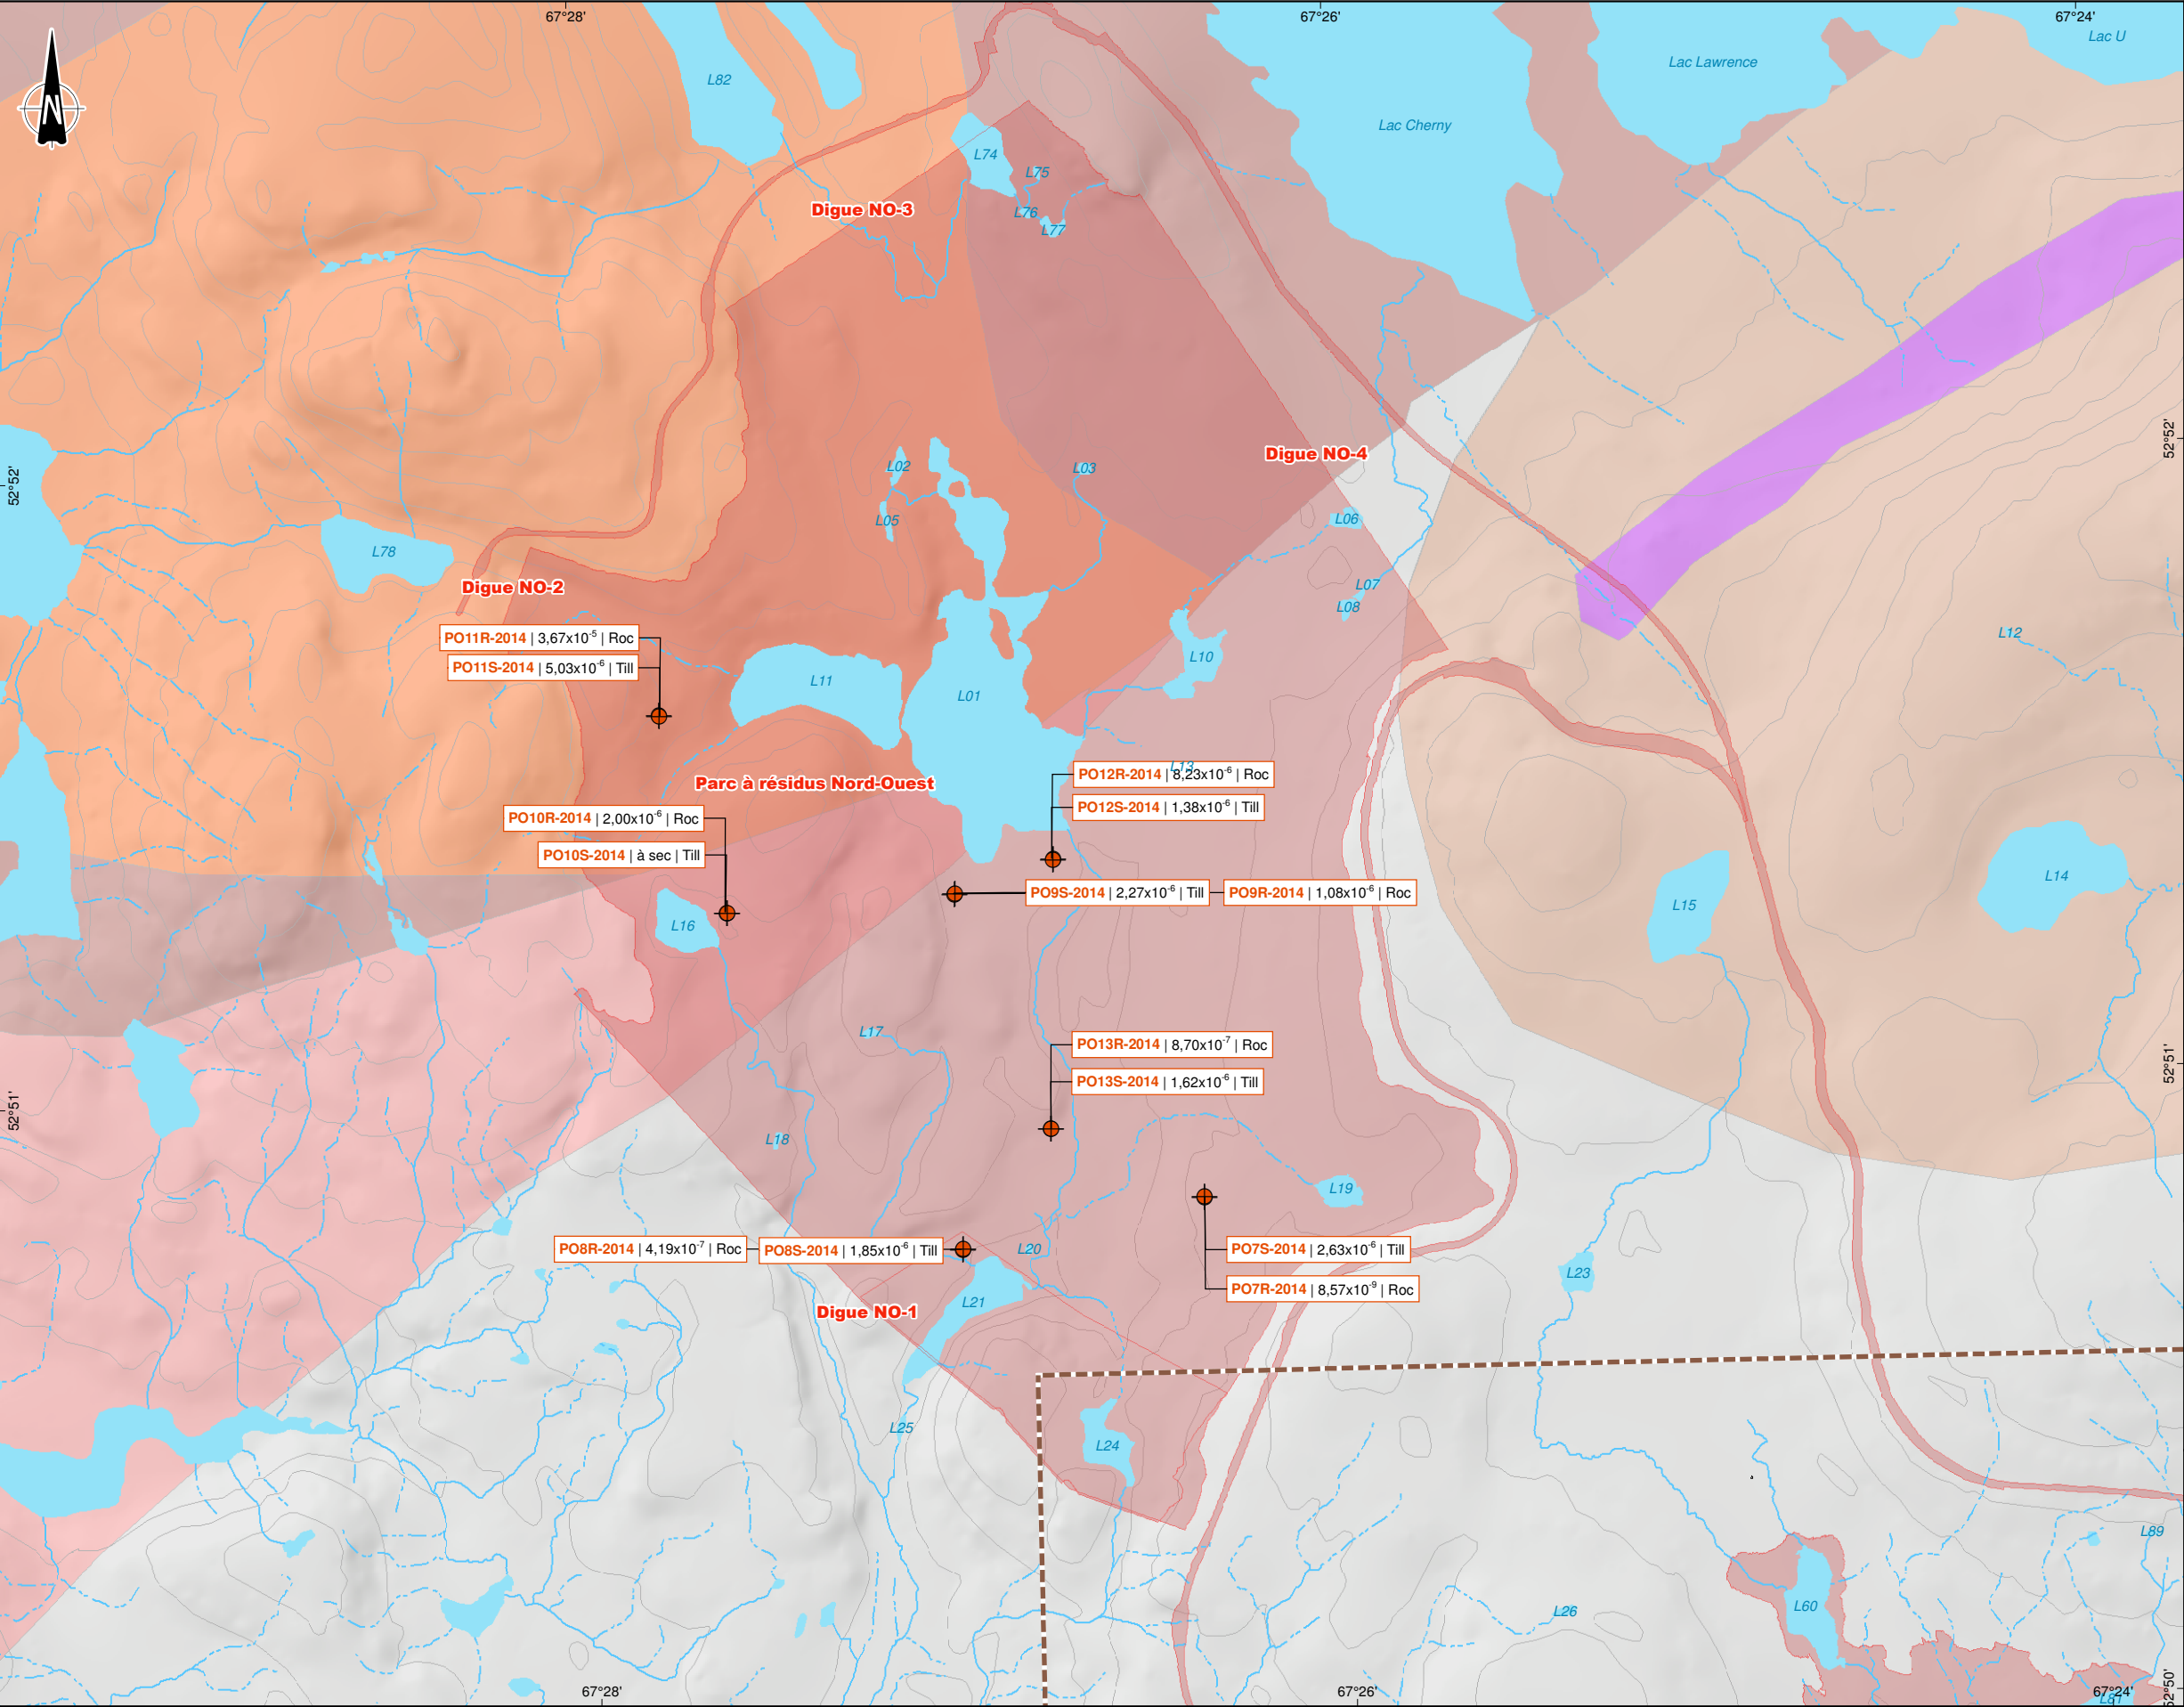 67°28'
67°26'
67°24'
Lac U
N
L82
Lac Lawrence
Lac Cherny
L74
L75
Digue NO-3
L76
L77
52°52'
52°52'
Digue NO-4
L02
L03
L05
L06
L78
Digue NO-2
L07
L08
L12
PO11R-2014 | 3,67x10⁻⁵ | Roc
PO11S-2014 | 5,03x10⁻⁶ | Till
L10
L11
L01
L13
PO12R-2014 | 8,23x10⁻⁶ | Roc
Parc à résidus Nord-Ouest
PO12S-2014 | 1,38x10⁻⁶ | Till
PO10R-2014 | 2,00x10⁻⁶ | Roc
PO10S-2014 | à sec | Till
L14
PO9S-2014 | 2,27x10⁻⁶ | Till
PO9R-2014 | 1,08x10⁻⁶ | Roc
L15
L16
L17
PO13R-2014 | 8,70x10⁻⁷ | Roc
52°51'
52°51'
PO13S-2014 | 1,62x10⁻⁶ | Till
L18
L19
PO8R-2014 | 4,19x10⁻⁷ | Roc
PO8S-2014 | 1,85x10⁻⁶ | Till
L20
PO7S-2014 | 2,63x10⁻⁶ | Till
L23
PO7R-2014 | 8,57x10⁻⁹ | Roc
L21
Digue NO-1
L25
L24
L89
L60
L26
67°28'
67°26'
67°24'
L81
52°50'